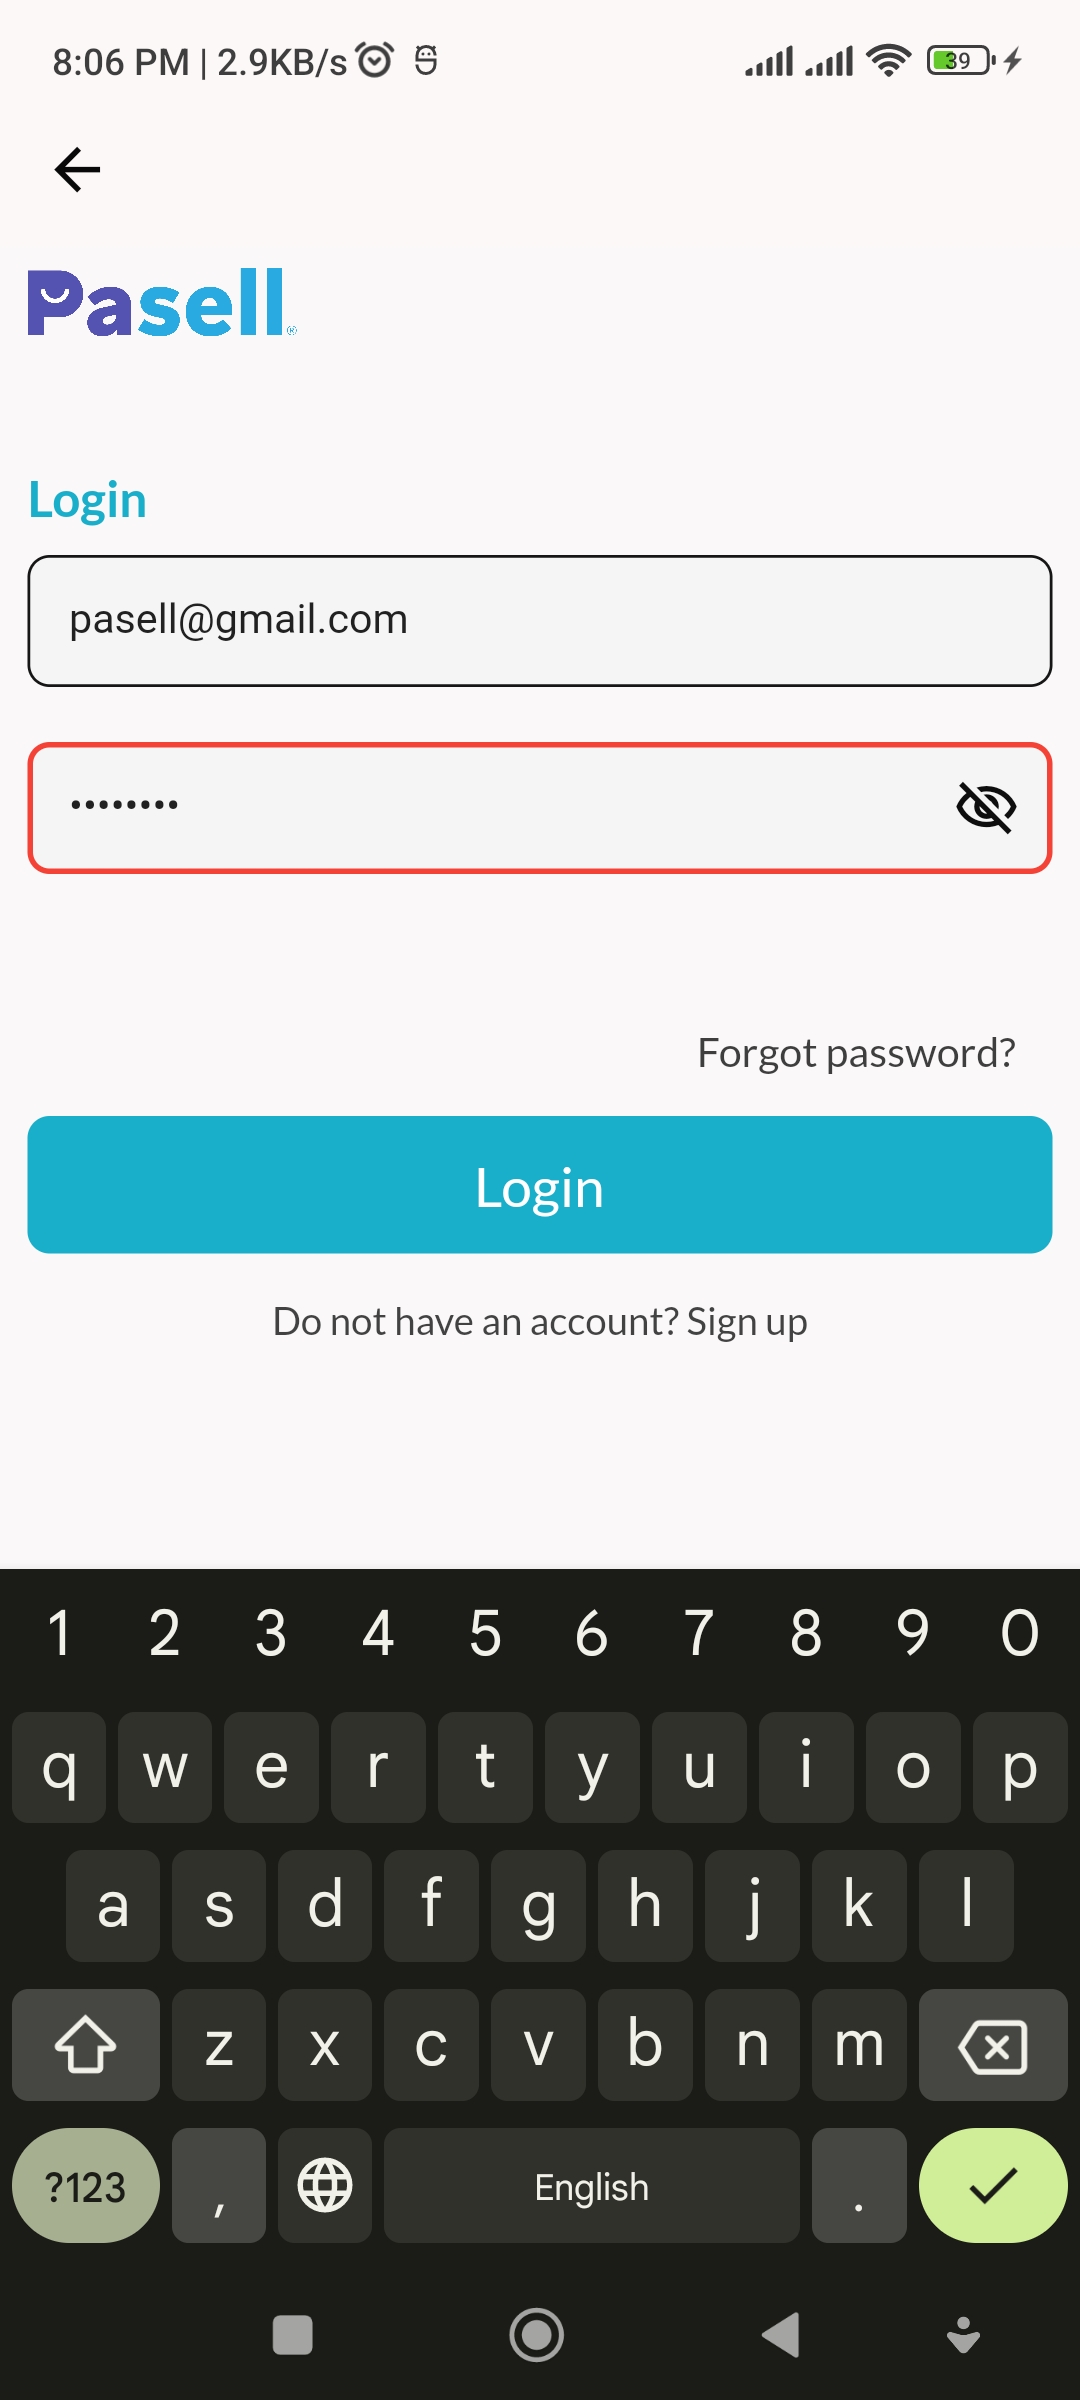 8:06 PM | 2.9KB/s 39
Pasell®
Login
pasell@gmail.com
••••••••
Forgot password?
Login
Do not have an account? Sign up
1 2 3 4 5 6 7 8 9 0
q w e r t y u i o p
a s d f g h j k l
z x c v b n m
?123 , English .